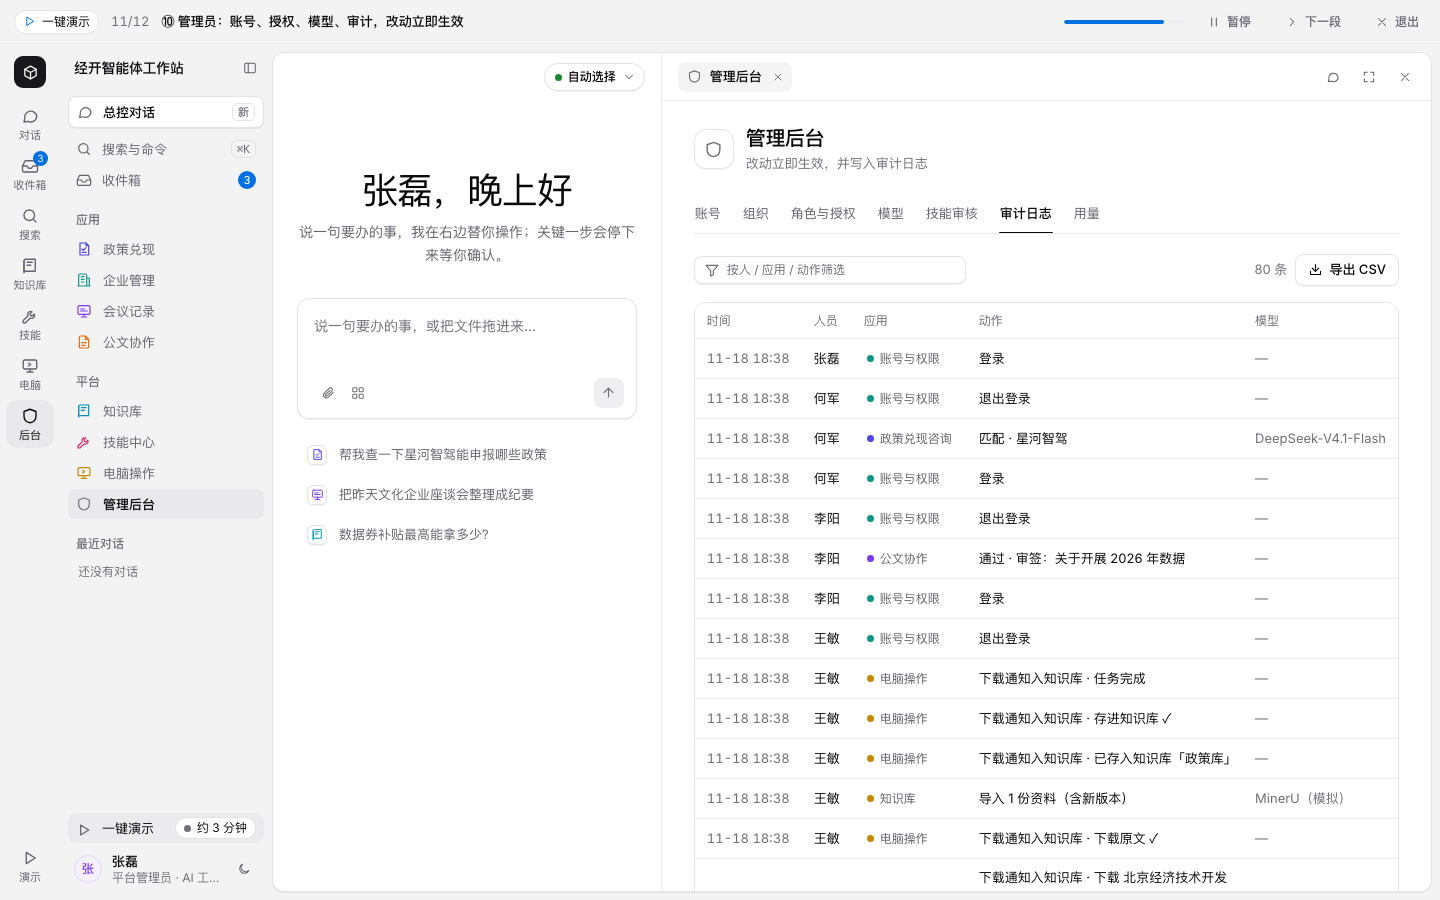 一键演示
11/12
⑩ 管理员：账号、授权、模型、审计，改动立即生效
暂停
下一段
退出
对话
3
收件箱
搜索
知识库
技能
电脑
后台
演示
经开智能体工作站
总控对话 新
搜索与命令 ⌘K
收件箱 3
应用
政策兑现
企业管理
会议记录
公文协作
平台
知识库
技能中心
电脑操作
管理后台
最近对话
还没有对话
一键演示 约 3 分钟
张
张磊
平台管理员 · AI 工...
自动选择
张磊，晚上好
说一句要办的事，我在右边替你操作；关键一步会停下
来等你确认。
说一句要办的事，或把文件拖进来...
帮我查一下星河智驾能申报哪些政策
把昨天文化企业座谈会整理成纪要
数据券补贴最高能拿多少？
管理后台
管理后台
改动立即生效，并写入审计日志
账号 组织 角色与授权 模型 技能审核 审计日志 用量
按人 / 应用 / 动作筛选
80 条
导出 CSV
时间 人员 应用 动作 模型
11-18 18:38 张磊 账号与权限 登录 —
11-18 18:38 何军 账号与权限 退出登录 —
11-18 18:38 何军 政策兑现咨询 匹配 · 星河智驾 DeepSeek-V4.1-Flash
11-18 18:38 何军 账号与权限 登录 —
11-18 18:38 李阳 账号与权限 退出登录 —
11-18 18:38 李阳 公文协作 通过 · 审签：关于开展 2026 年数据 —
11-18 18:38 李阳 账号与权限 登录 —
11-18 18:38 王敏 账号与权限 退出登录 —
11-18 18:38 王敏 电脑操作 下载通知入知识库 · 任务完成 —
11-18 18:38 王敏 电脑操作 下载通知入知识库 · 存进知识库 ✓ —
11-18 18:38 王敏 电脑操作 下载通知入知识库 · 已存入知识库「政策库」 —
11-18 18:38 王敏 知识库 导入 1 份资料（含新版本） MinerU（模拟）
11-18 18:38 王敏 电脑操作 下载通知入知识库 · 下载原文 ✓ —
下载通知入知识库 · 下载 北京经济技术开发